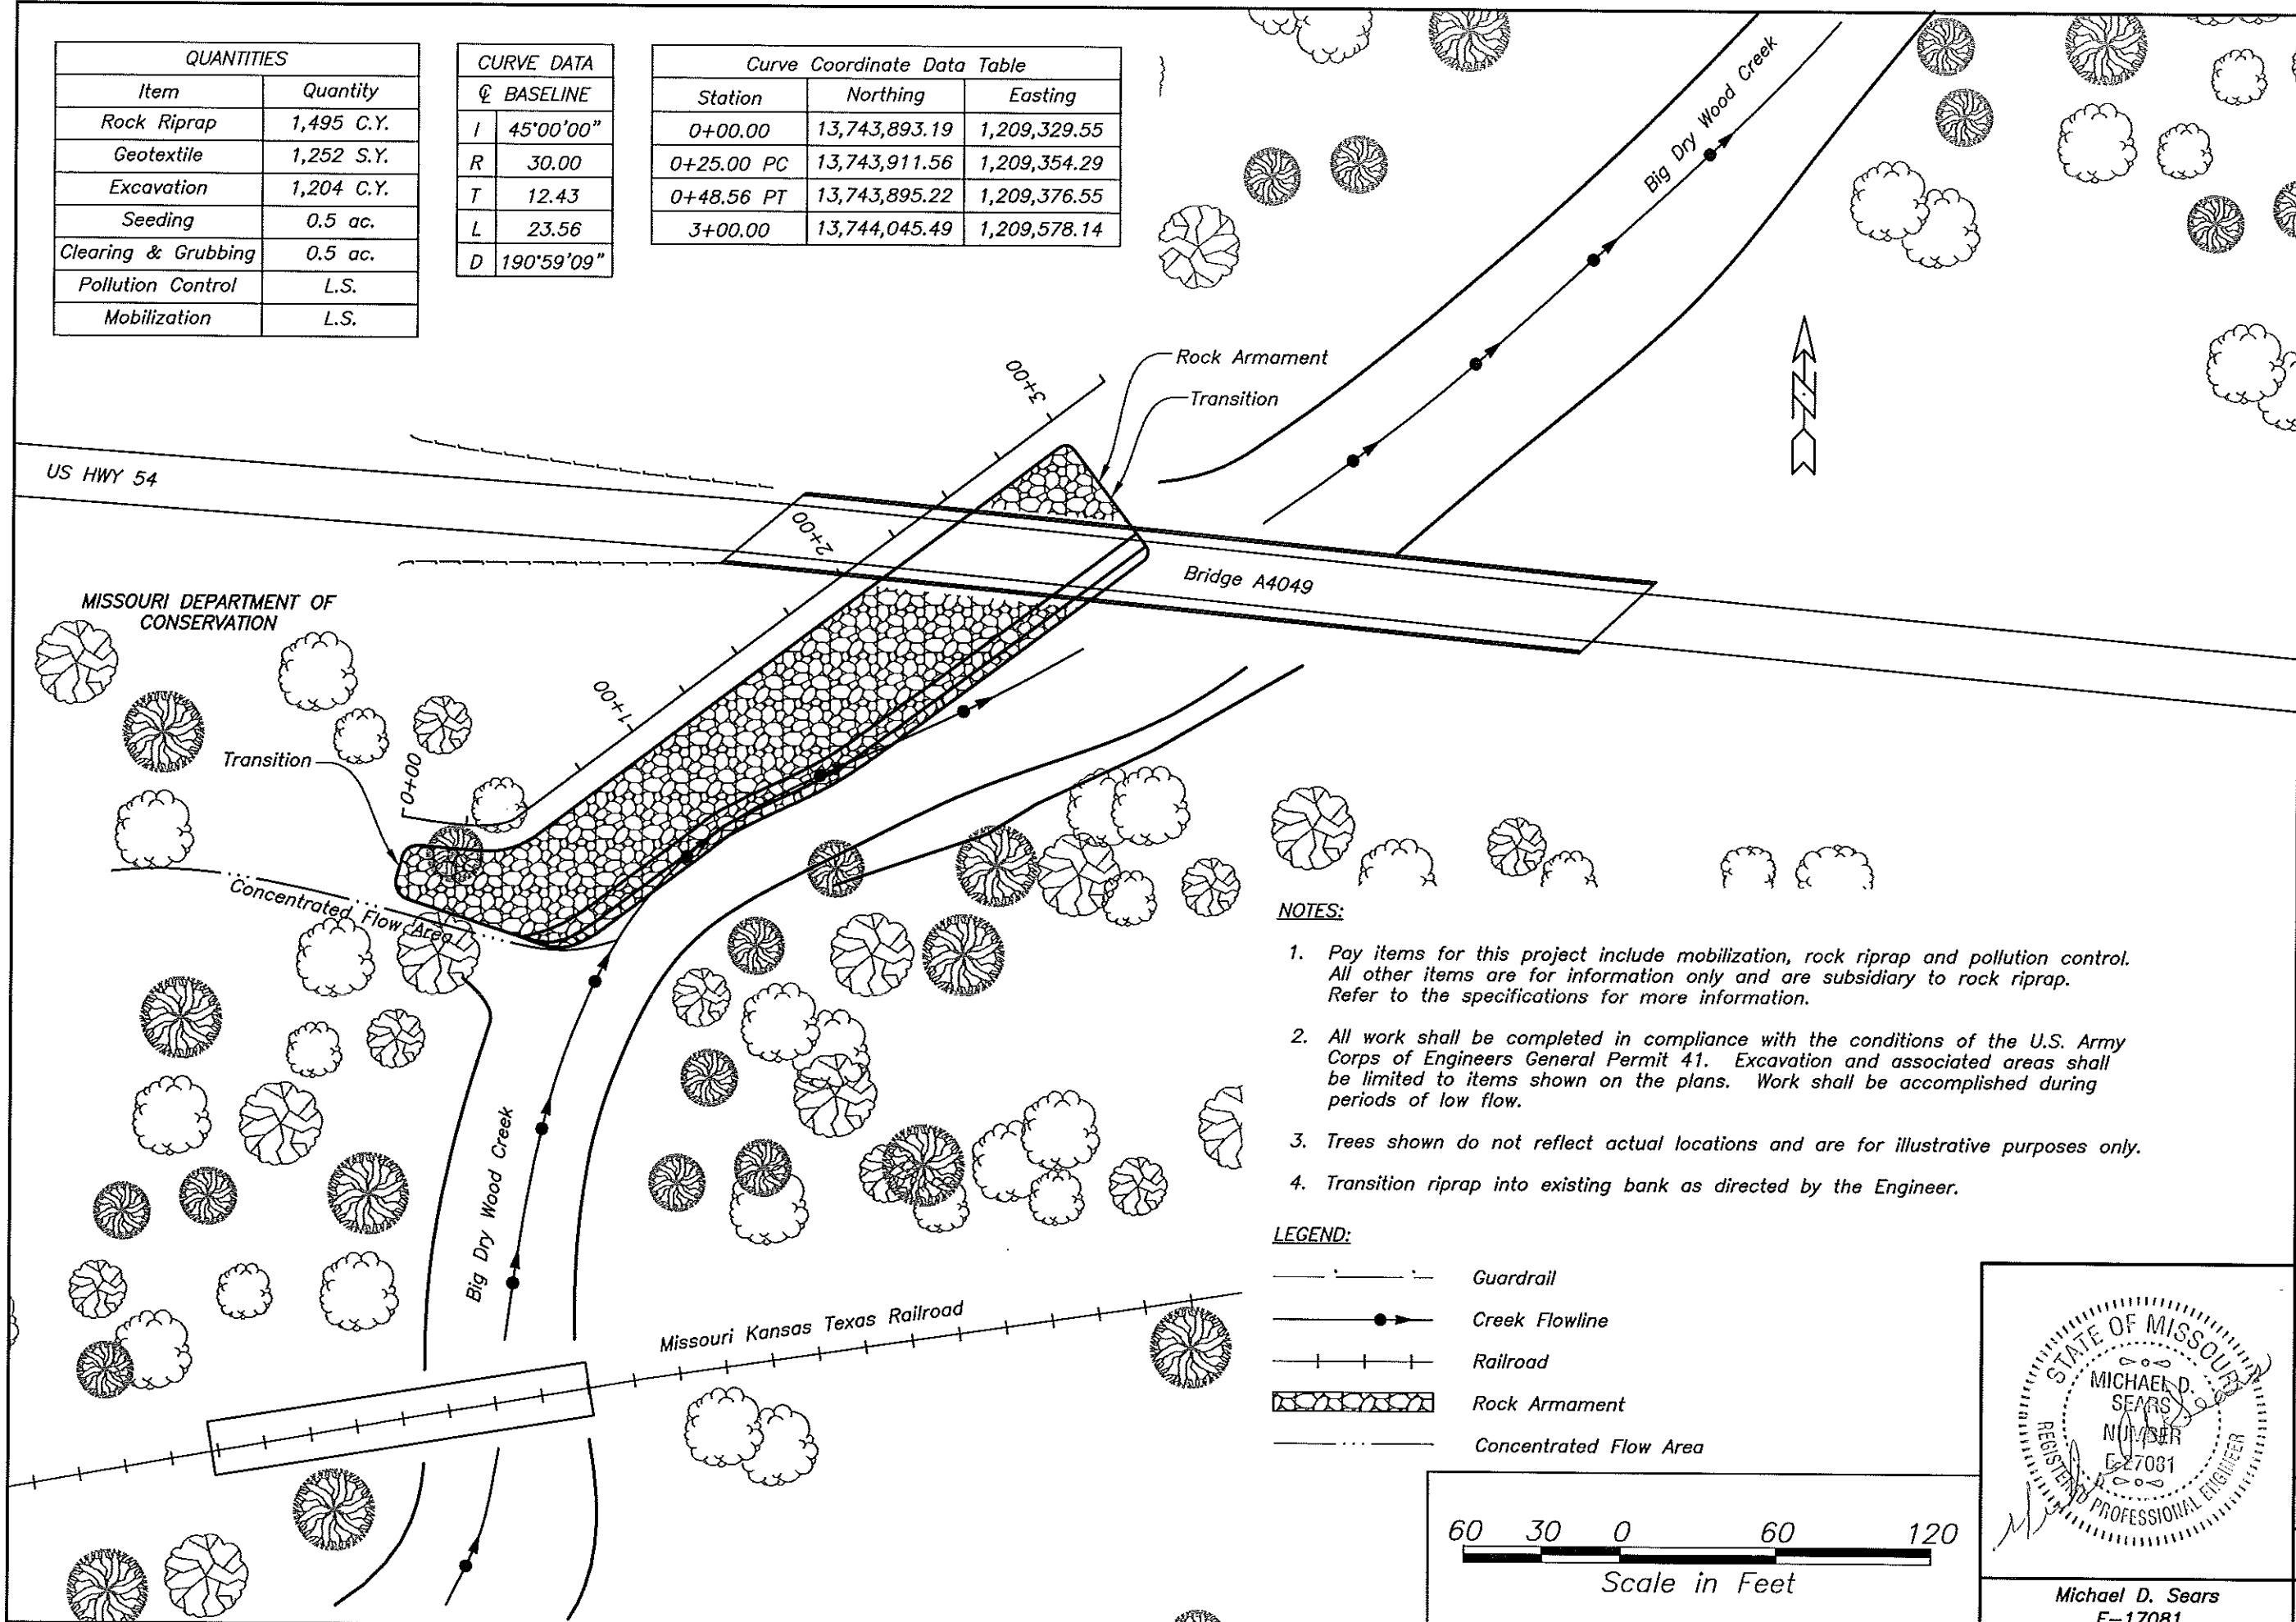 QUANTITIES
Item Quantity
Rock Riprap 1,495 C.Y.
Geotextile 1,252 S.Y.
Excavation 1,204 C.Y.
Seeding 0.5 ac.
Clearing & Grubbing 0.5 ac.
Pollution Control L.S.
Mobilization L.S.
CURVE DATA
℄ BASELINE
I 45°00'00"
R 30.00
T 12.43
L 23.56
D 190°59'09"
Curve Coordinate Data Table
Station Northing Easting
0+00.00 13,743,893.19 1,209,329.55
0+25.00 PC 13,743,911.56 1,209,354.29
0+48.56 PT 13,743,895.22 1,209,376.55
3+00.00 13,744,045.49 1,209,578.14
Big Dry Wood Creek
N
Rock Armament
Transition
3+00
US HWY 54
2+00
Bridge A4049
MISSOURI DEPARTMENT OF
CONSERVATION
1+00
Transition
0+00
Concentrated Flow Area
Big Dry Wood Creek
Missouri Kansas Texas Railroad
NOTES:
1. Pay items for this project include mobilization, rock riprap and pollution control.
All other items are for information only and are subsidiary to rock riprap.
Refer to the specifications for more information.
2. All work shall be completed in compliance with the conditions of the U.S. Army
Corps of Engineers General Permit 41. Excavation and associated areas shall
be limited to items shown on the plans. Work shall be accomplished during
periods of low flow.
3. Trees shown do not reflect actual locations and are for illustrative purposes only.
4. Transition riprap into existing bank as directed by the Engineer.
LEGEND:
Guardrail
Creek Flowline
Railroad
Rock Armament
Concentrated Flow Area
60 30 0 60 120
Scale in Feet
STATE OF MISSOURI
MICHAEL D.
SEARS
NUMBER
REGISTERED PROFESSIONAL ENGINEER
Michael D. Sears
E-17081